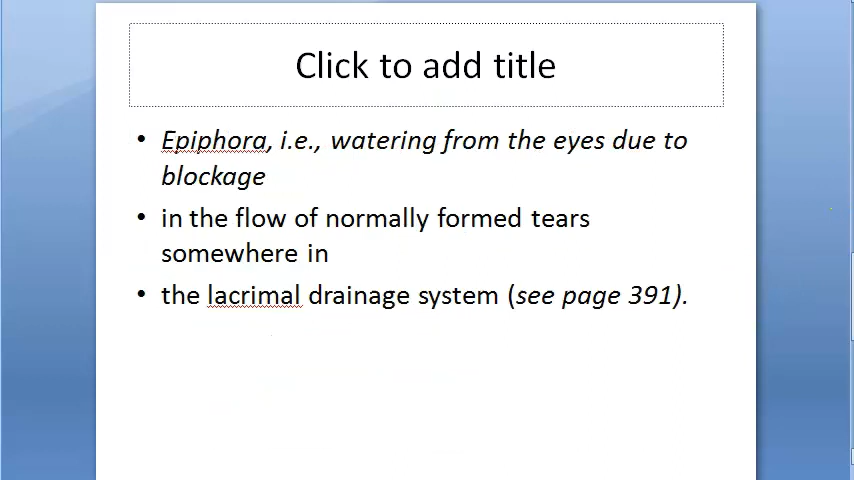 Click to add title
• Epiphora, i.e., watering from the eyes due to
blockage
• in the flow of normally formed tears
somewhere in
• the lacrimal drainage system (see page 391).